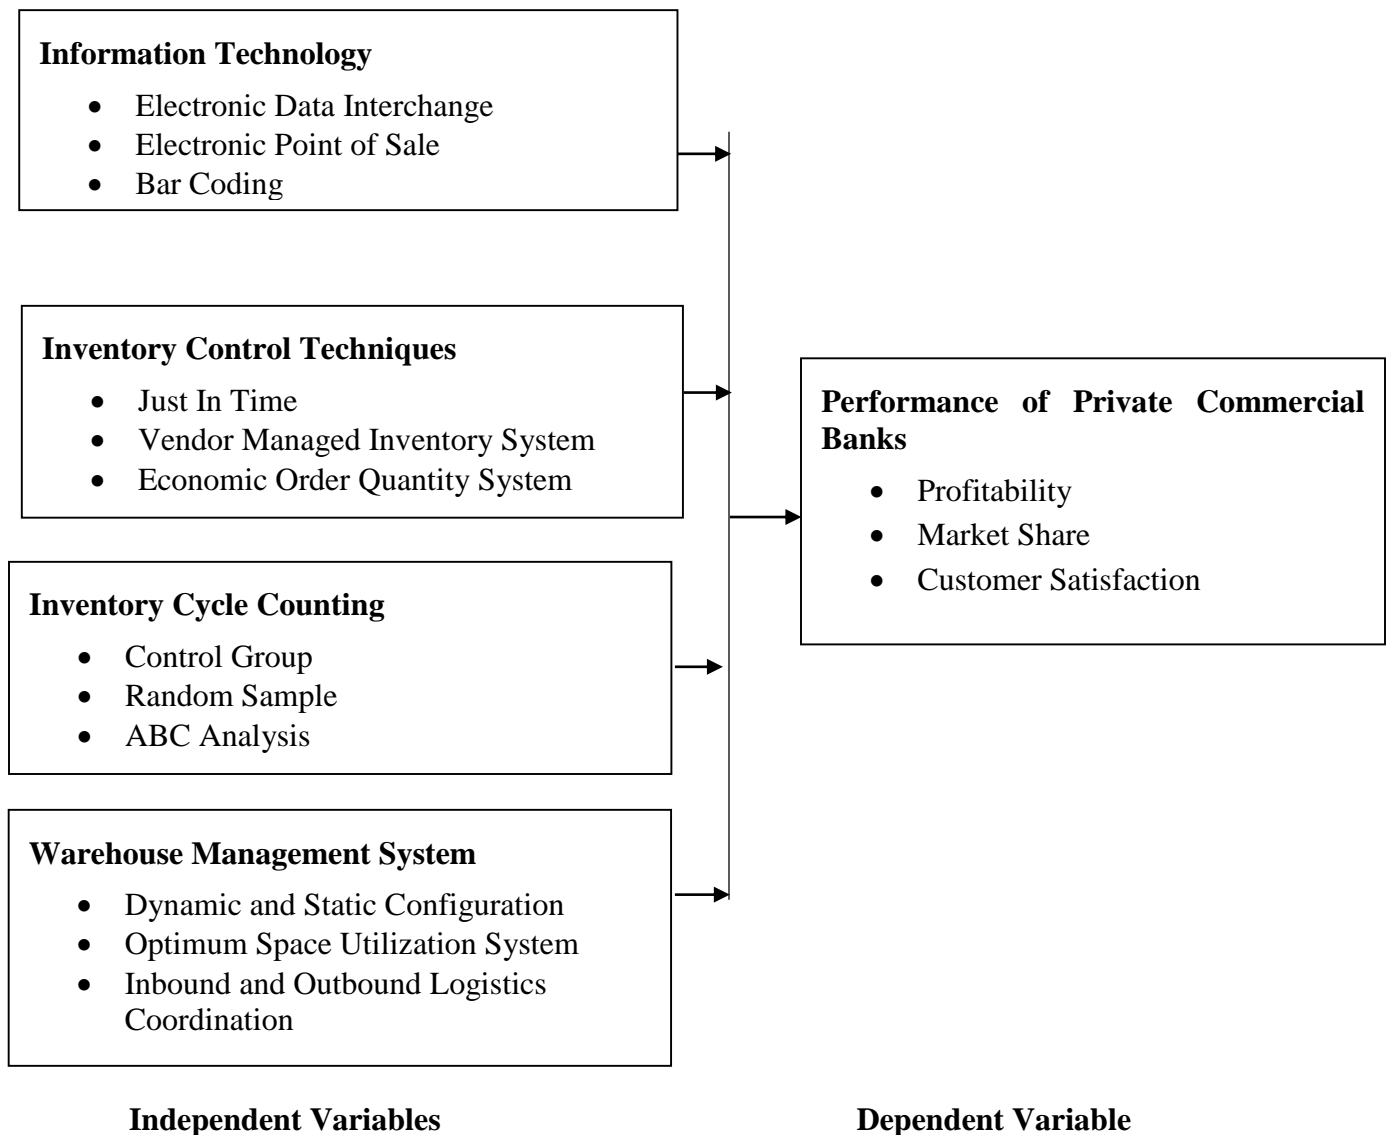 Information Technology
• Electronic Data Interchange
• Electronic Point of Sale
• Bar Coding
Inventory Control Techniques
• Just In Time
• Vendor Managed Inventory System
• Economic Order Quantity System
Inventory Cycle Counting
• Control Group
• Random Sample
• ABC Analysis
Warehouse Management System
• Dynamic and Static Configuration
• Optimum Space Utilization System
• Inbound and Outbound Logistics
Coordination
Independent Variables
Performance of Private Commercial
Banks
• Profitability
• Market Share
• Customer Satisfaction
Dependent Variable